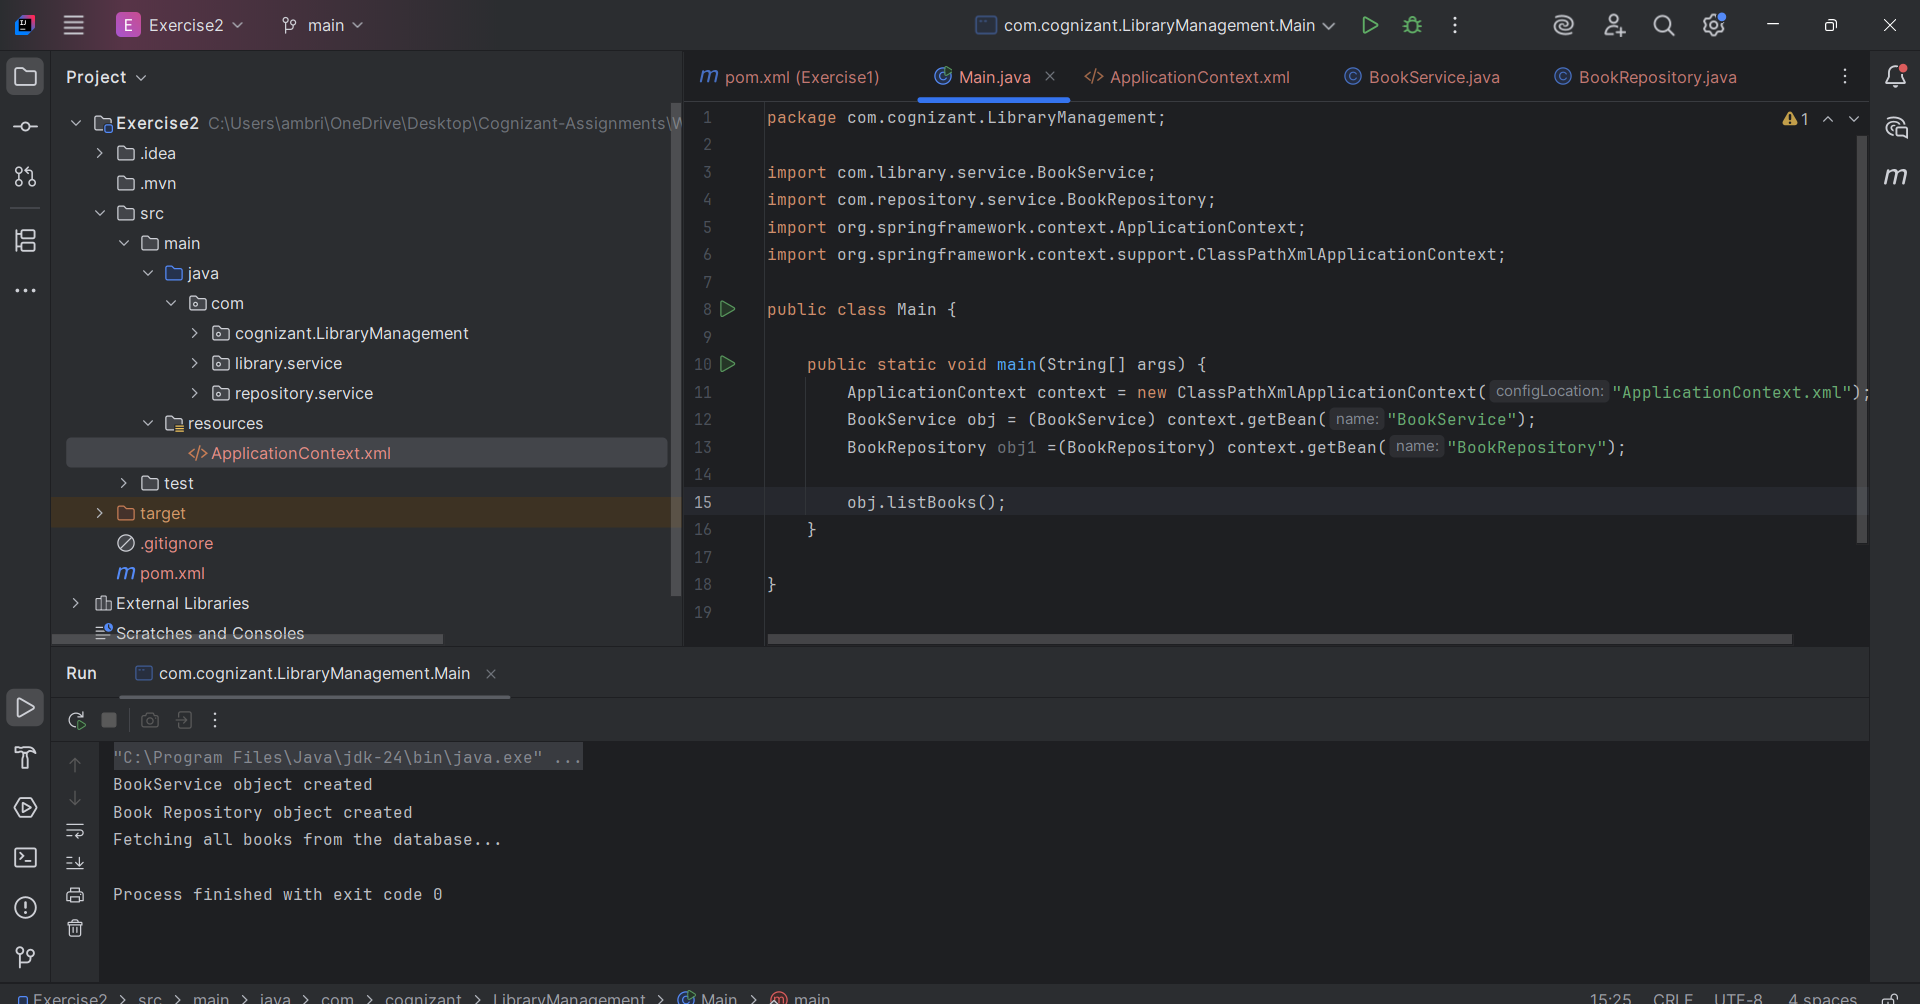 E Exercise2 main com.cognizant.LibraryManagement.Main
Project
Exercise2 C:\Users\ambri\OneDrive\Desktop\Cognizant-Assignments\
.idea
.mvn
src
main
java
com
cognizant.LibraryManagement
library.service
repository.service
resources
</> ApplicationContext.xml
test
target
.gitignore
m pom.xml
External Libraries
Scratches and Consoles
m pom.xml (Exercise1) Main.java </> ApplicationContext.xml BookService.java BookRepository.java
1 package com.cognizant.LibraryManagement;
2
3 import com.library.service.BookService;
4 import com.repository.service.BookRepository;
5 import org.springframework.context.ApplicationContext;
6 import org.springframework.context.support.ClassPathXmlApplicationContext;
7
8 public class Main {
9
10 public static void main(String[] args) {
11 ApplicationContext context = new ClassPathXmlApplicationContext( configLocation: "ApplicationContext.xml");
12 BookService obj = (BookService) context.getBean( name: "BookService");
13 BookRepository obj1 =(BookRepository) context.getBean( name: "BookRepository");
14
15 obj.listBooks();
16 }
17
18 }
19
1
m
Run com.cognizant.LibraryManagement.Main
"C:\Program Files\Java\jdk-24\bin\java.exe" ...
BookService object created
Book Repository object created
Fetching all books from the database...
Process finished with exit code 0
Exercise2 > src > main > java > com > cognizant > LibraryManagement > Main > main 15:25 CRLF UTF-8 4 spaces